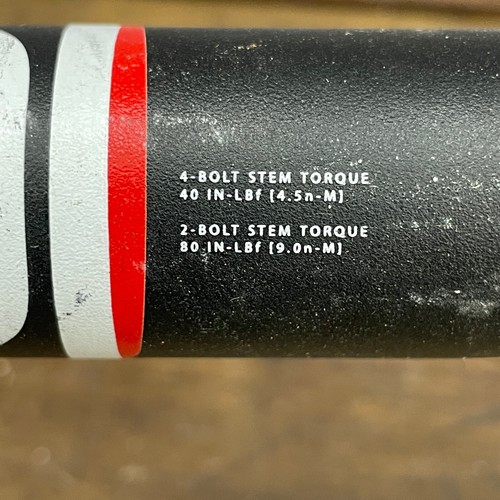 4-BOLT STEM TORQUE
40 IN-LBf [4.5n-M]
2-BOLT STEM TORQUE
80 IN-LBf [9.0n-M]